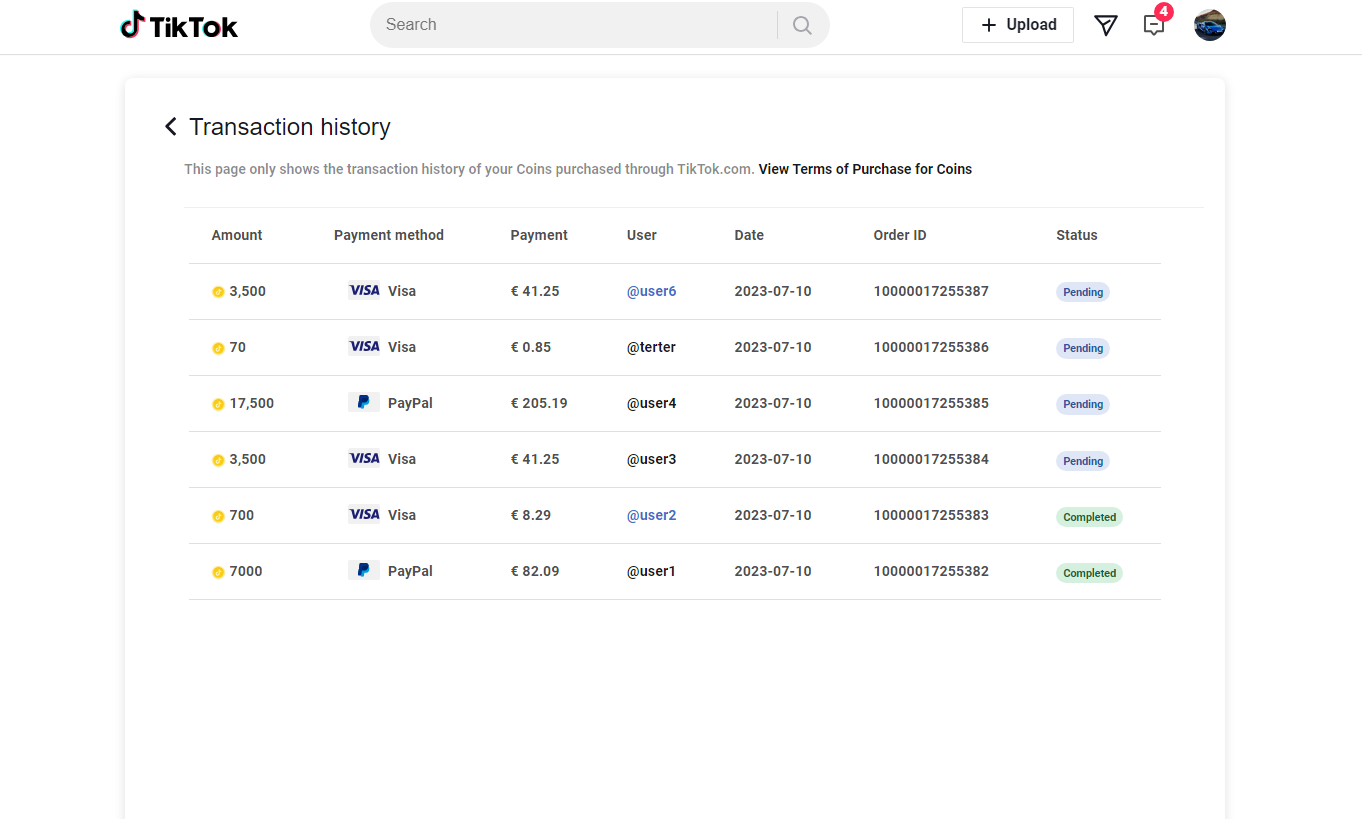 TikTok Search + Upload 4
Transaction history
This page only shows the transaction history of your Coins purchased through TikTok.com. View Terms of Purchase for Coins
Amount Payment method Payment User Date Order ID Status
3,500 VISA Visa € 41.25 @user6 2023-07-10 10000017255387 Pending
70 VISA Visa € 0.85 @terter 2023-07-10 10000017255386 Pending
17,500 PayPal € 205.19 @user4 2023-07-10 10000017255385 Pending
3,500 VISA Visa € 41.25 @user3 2023-07-10 10000017255384 Pending
700 VISA Visa € 8.29 @user2 2023-07-10 10000017255383 Completed
7000 PayPal € 82.09 @user1 2023-07-10 10000017255382 Completed